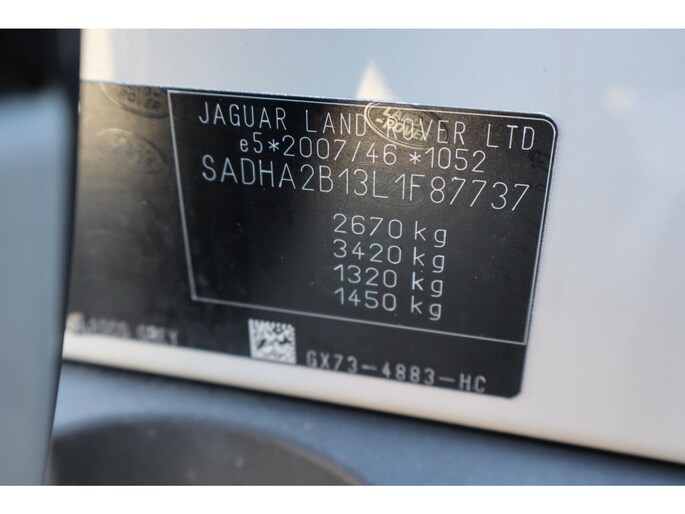 JAGUAR LAND ROVER LTD
e5*2007/46 *1052
SADHA2B13L1F87737
2670 kg
3420 kg
1320 kg
1450 kg
GREY
GX73-4883-HC